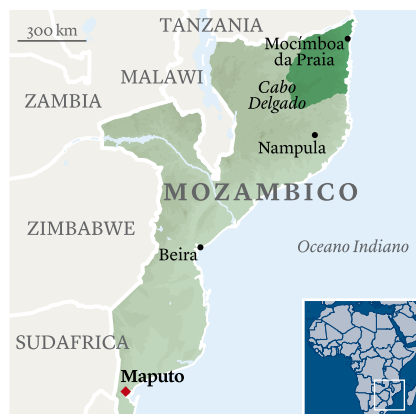 300 km
TANZANIA
Mocímboa
da Praia
MALAWI
Cabo
Delgado
ZAMBIA
Nampula
MOZAMBICO
ZIMBABWE
Oceano Indiano
Beira
SUDAFRICA
Maputo